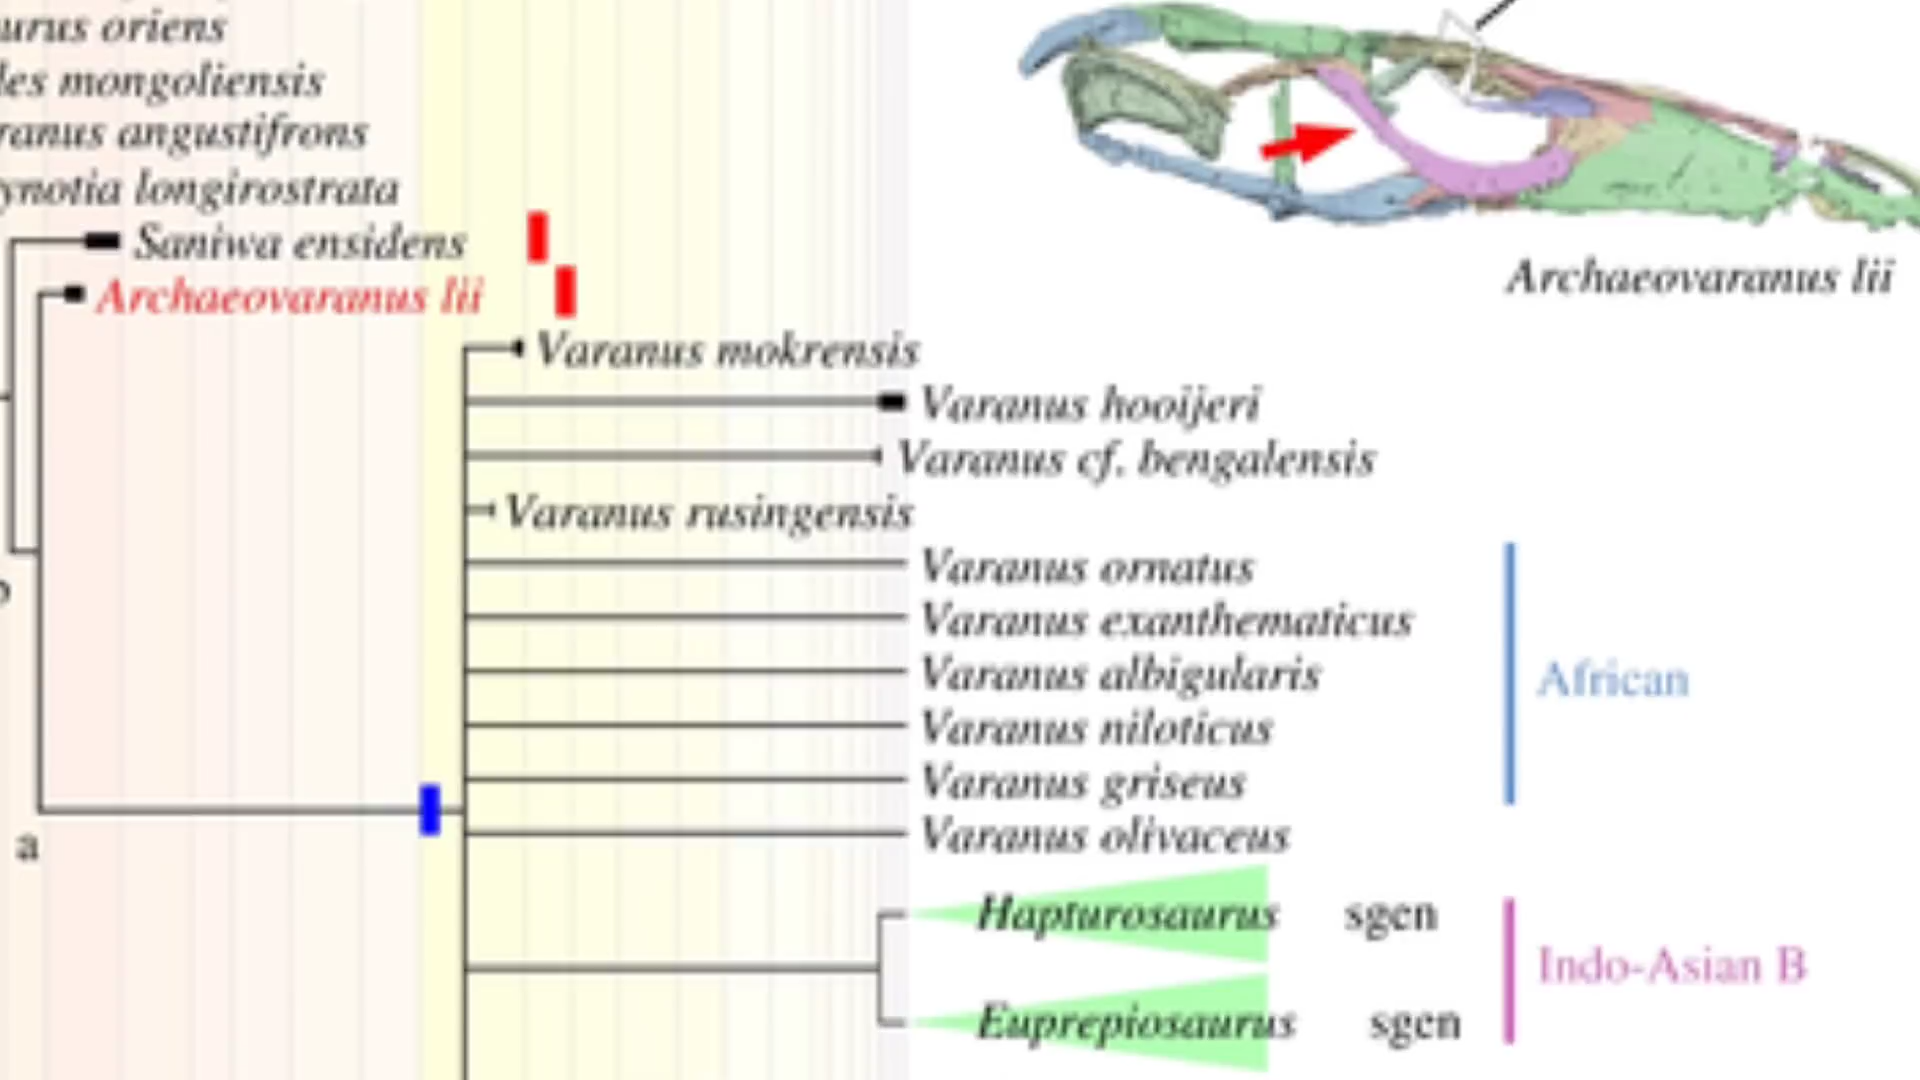 urus oriens
les mongoliensis
ranus angustifrons
ynotia longirostrata
Saniwa ensidens
Archaeovaranus lii
Archaeovaranus lii
Varanus mokrensis
Varanus hooijeri
Varanus cf. bengalensis
Varanus rusingensis
Varanus ornatus
Varanus exanthematicus
Varanus albigularis
African
Varanus niloticus
Varanus griseus
Varanus olivaceus
a
Hapturosaurus sgen
Indo-Asian B
Euprepiosaurus sgen